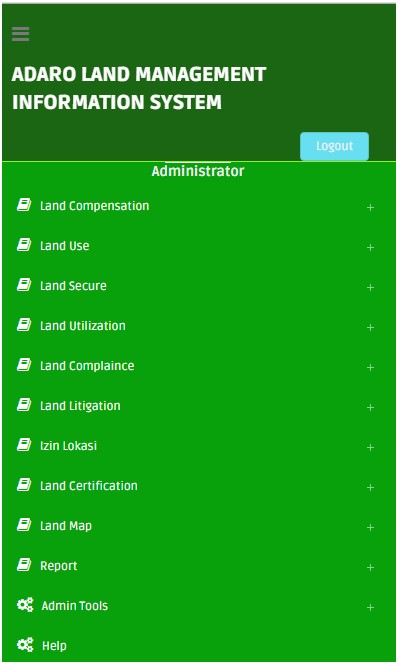 ADARO LAND MANAGEMENT
INFORMATION SYSTEM
Logout
Administrator
Land Compensation +
Land Use +
Land Secure +
Land Utilization +
Land Complaince +
Land Litigation +
Izin Lokasi +
Land Certification +
Land Map +
Report +
Admin Tools +
Help